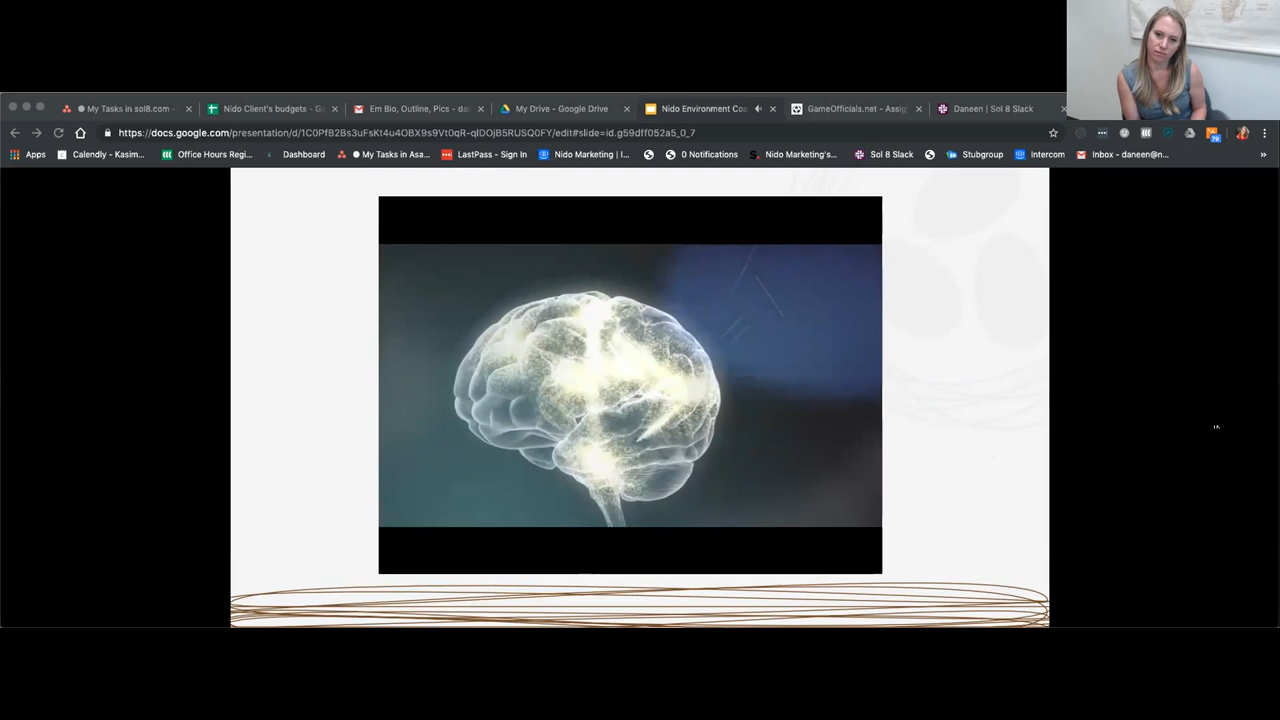 My Tasks in sol8.com -
Nido Client's budgets - G
Em Bio, Outline, Pics - da
My Drive - Google Drive
Nido Environment Co
GameOfficials.net - Assig
Daneen | Sol 8 Slack
https://docs.google.com/presentation/d/1C0PfB2Bs3uFsKt4u4OBX9s9Vt0qR-qIDOjB5RUSQ0FY/edit#slide=id.g59dff052a5_0_7
Apps
Calendly - Kasim...
Office Hours Regi...
Dashboard
My Tasks in Asa...
LastPass - Sign In
Nido Marketing | I...
0 Notifications
Nido Marketing's...
Sol 8 Slack
Stubgroup
Intercom
Inbox - daneen@n...